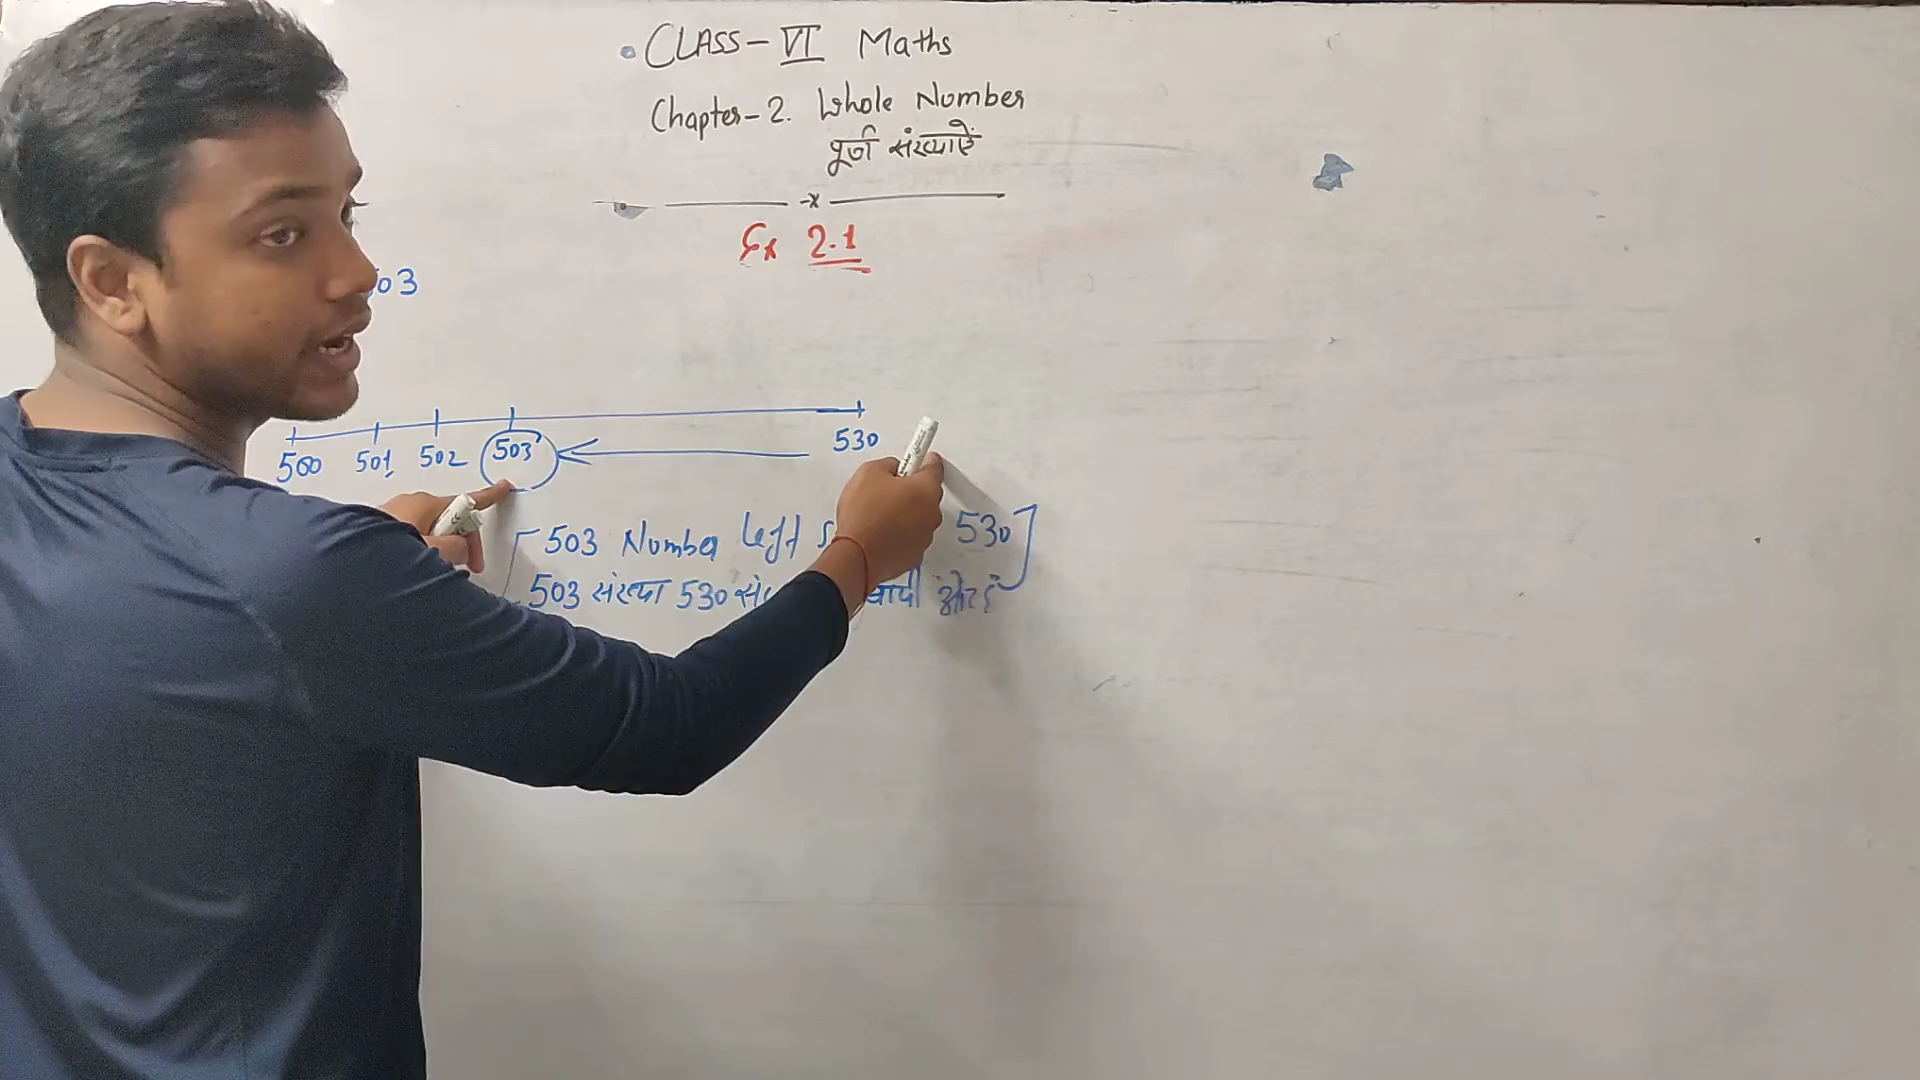 CLASS - VI Maths
Chapter - 2. Whole Number
पूर्ण संख्याऐं
x
Ex 2.1
503
500 501 502 503 530
503 Number left 530
503 संख्या 530 बायी ओर